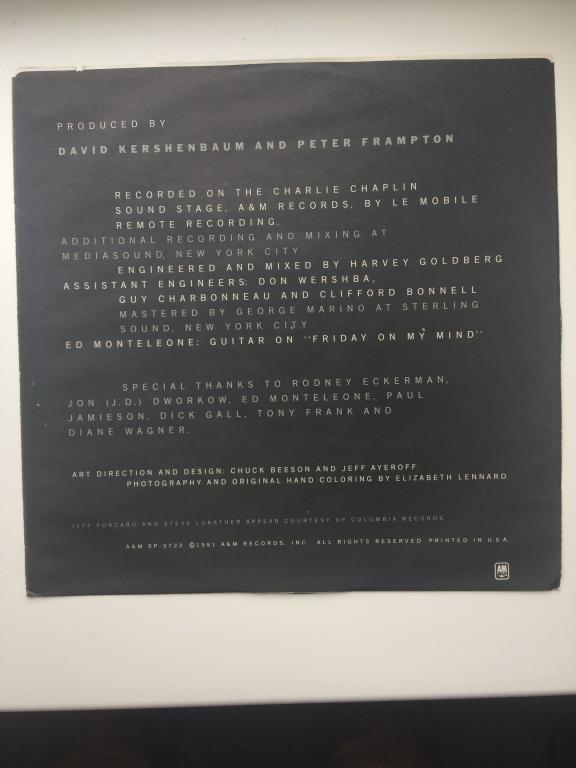 PRODUCED BY
DAVID KERSHENBAUM AND PETER FRAMPTON
RECORDED ON THE CHARLIE CHAPLIN
SOUND STAGE, A&M RECORDS, BY LE MOBILE
REMOTE RECORDING.
ADDITIONAL RECORDING AND MIXING AT
MEDIASOUND, NEW YORK CITY
ENGINEERED AND MIXED BY HARVEY GOLDBERG
ASSISTANT ENGINEERS: DON WERSHBA,
GUY CHARBONNEAU AND CLIFFORD BONNELL
MASTERED BY GEORGE MARINO AT STERLING
SOUND, NEW YORK CITY
ED MONTELEONE: GUITAR ON "FRIDAY ON MY MIND"
SPECIAL THANKS TO RODNEY ECKERMAN,
JON (J.D.) DWORKOW, ED MONTELEONE, PAUL
JAMIESON, DICK GALL, TONY FRANK AND
DIANE WAGNER.
ART DIRECTION AND DESIGN: CHUCK BEESON AND JEFF AYEROFF.
PHOTOGRAPHY AND ORIGINAL HAND COLORING BY ELIZABETH LENNARD
JEFF PORCARO AND STEVE LUKATHER APPEAR COURTESY OF COLUMBIA RECORDS
A&M SP-3722 ©1981 A&M RECORDS, INC. ALL RIGHTS RESERVED PRINTED IN U.S.A.
AM